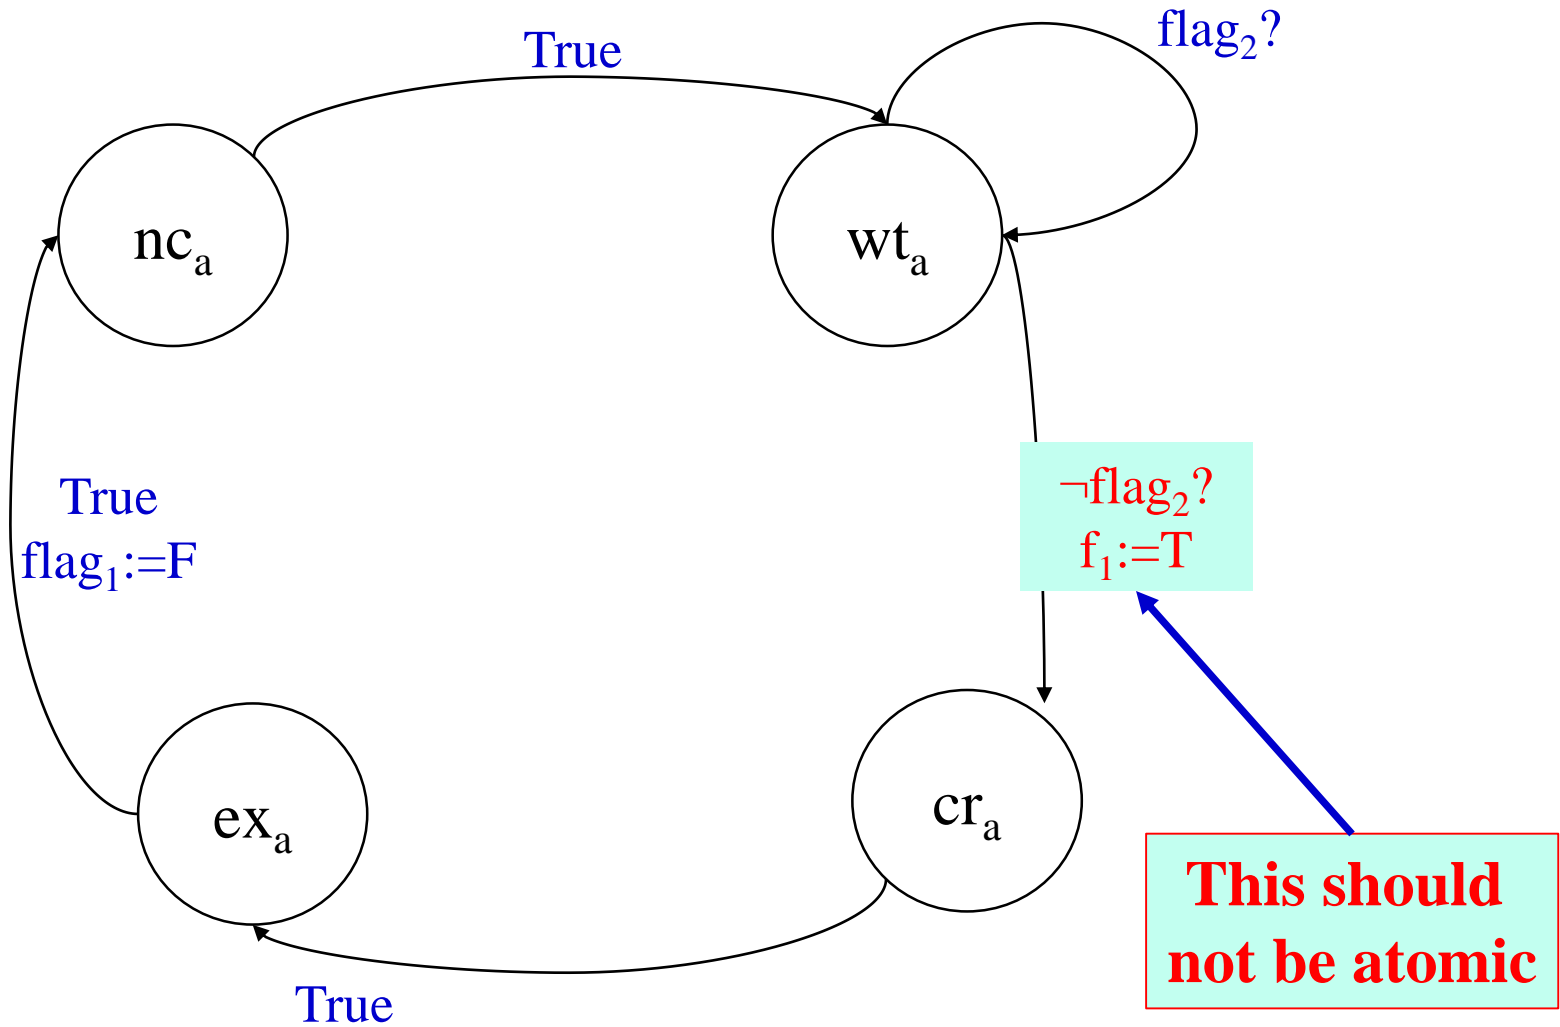 True
flag₂?
ncₐ
wtₐ
¬flag₂?
f₁:=T
True
flag₁:=F
exₐ
crₐ
This should
not be atomic
True